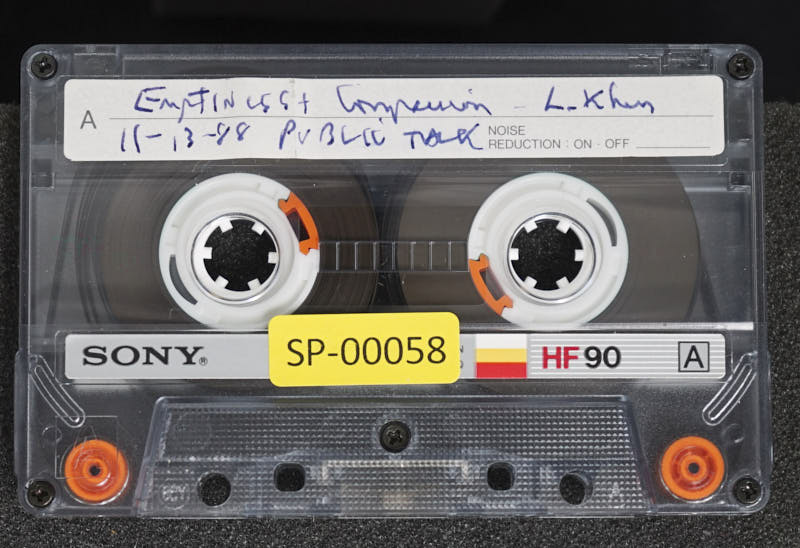 A
EmptINess + Compassion - L. Khen
11-13-88 PUBLIC TALK
NOISE
REDUCTION : ON · OFF
SONY®
SP-00058
HF 90
A